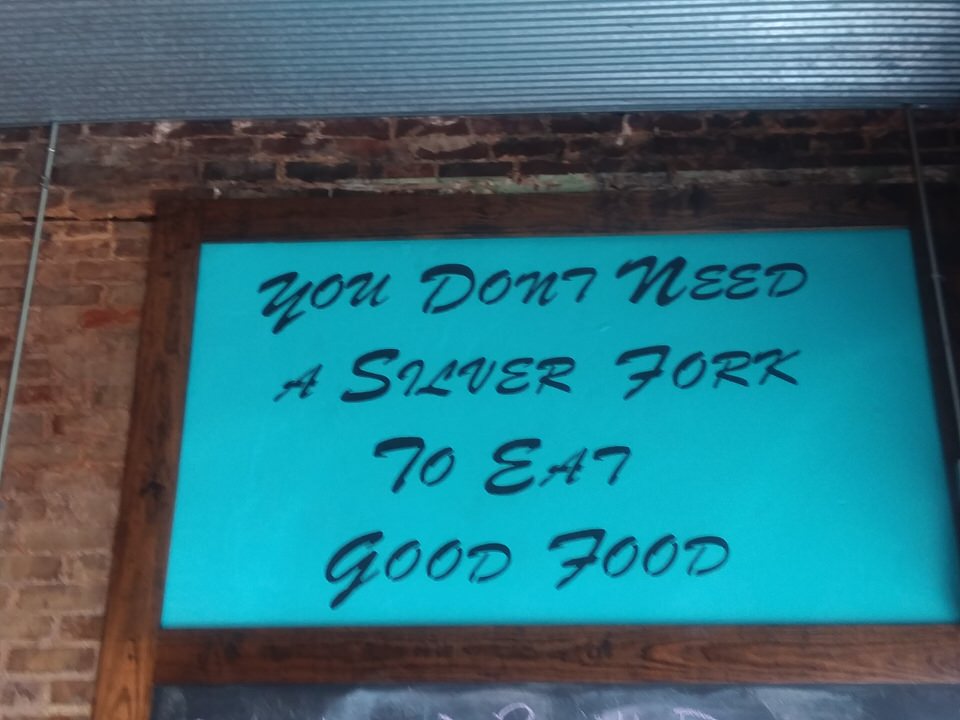 YOU DONT NEED
A SILVER FORK
TO EAT
GOOD FOOD